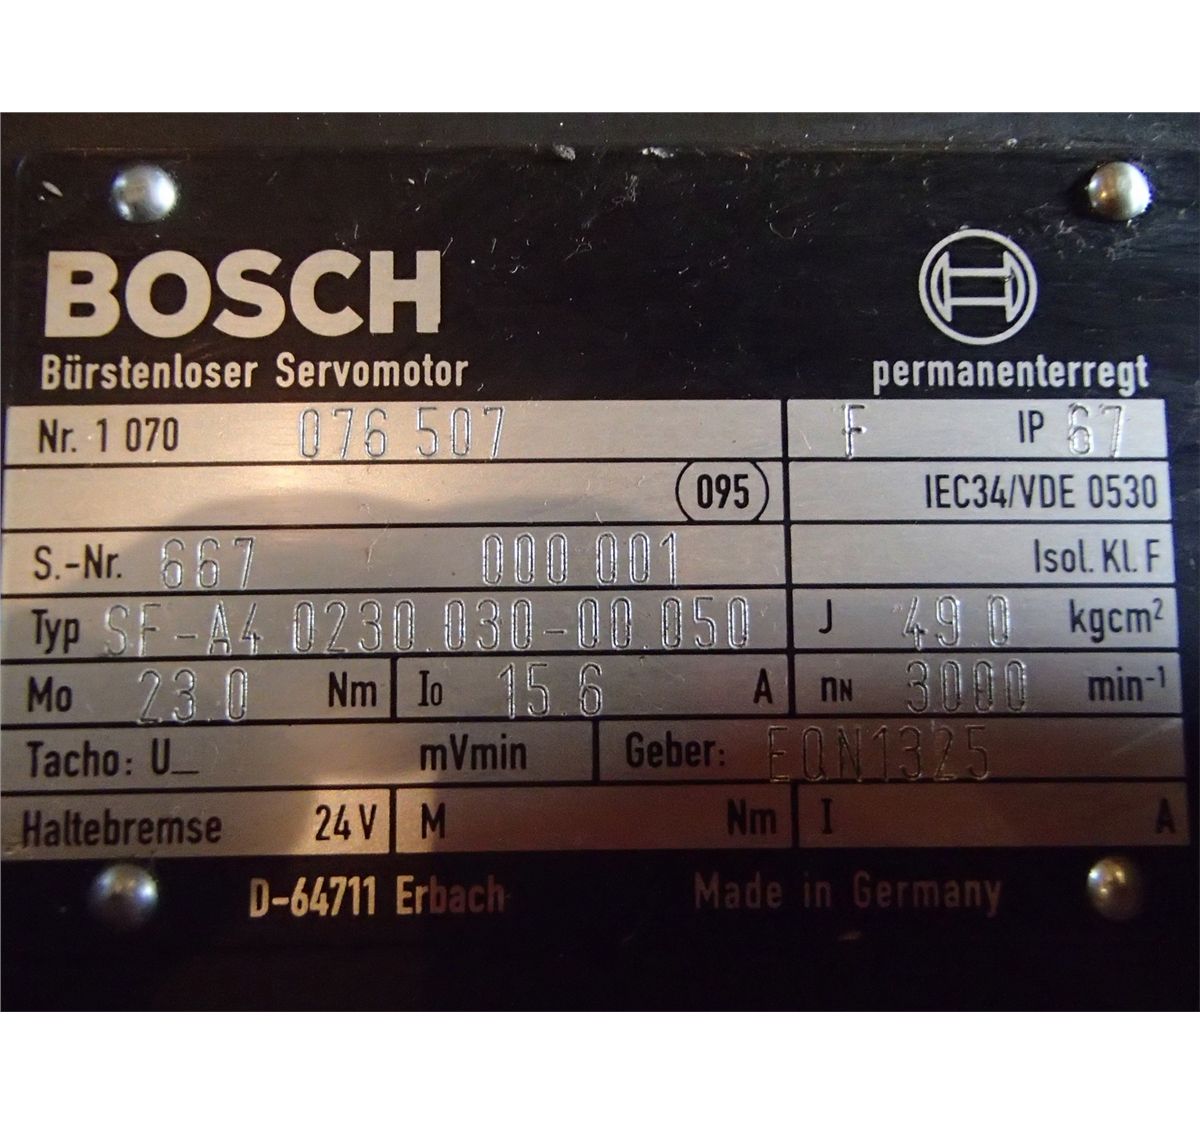 BOSCH
Bürstenloser Servomotor
permanenterregt
Nr. 1 070 076 507 F IP 67
095 IEC34/VDE 0530
S.-Nr. 667 000 001 Isol. Kl. F
Typ SF-A4.0230.030-00.050 J 49.0 kgcm²
Mo 23.0 Nm I0 15.6 A nN 3000 min-1
Tacho: U_ mVmin Geber: EQN1325
Haltebremse 24V M Nm I A
D-64711 Erbach Made in Germany